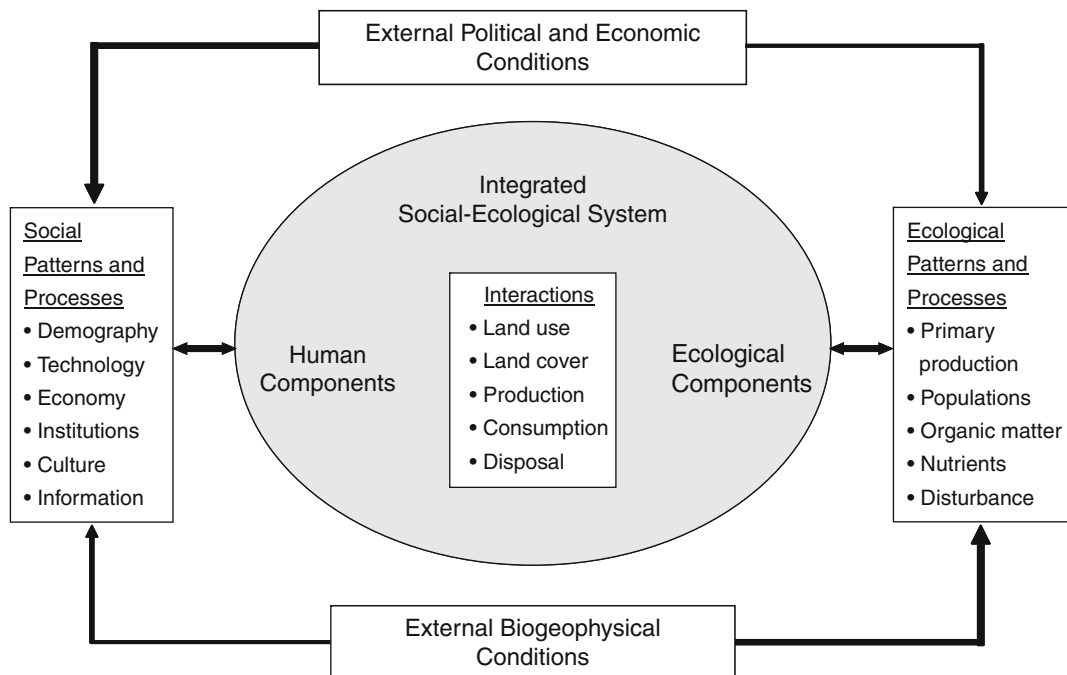 External Political and Economic
Conditions
Integrated
Social-Ecological System
Social
Patterns and
Processes
• Demography
• Technology
• Economy
• Institutions
• Culture
• Information
Human
Components
Interactions
• Land use
• Land cover
• Production
• Consumption
• Disposal
Ecological
Components
Ecological
Patterns and
Processes
• Primary
production
• Populations
• Organic matter
• Nutrients
• Disturbance
External Biogeophysical
Conditions